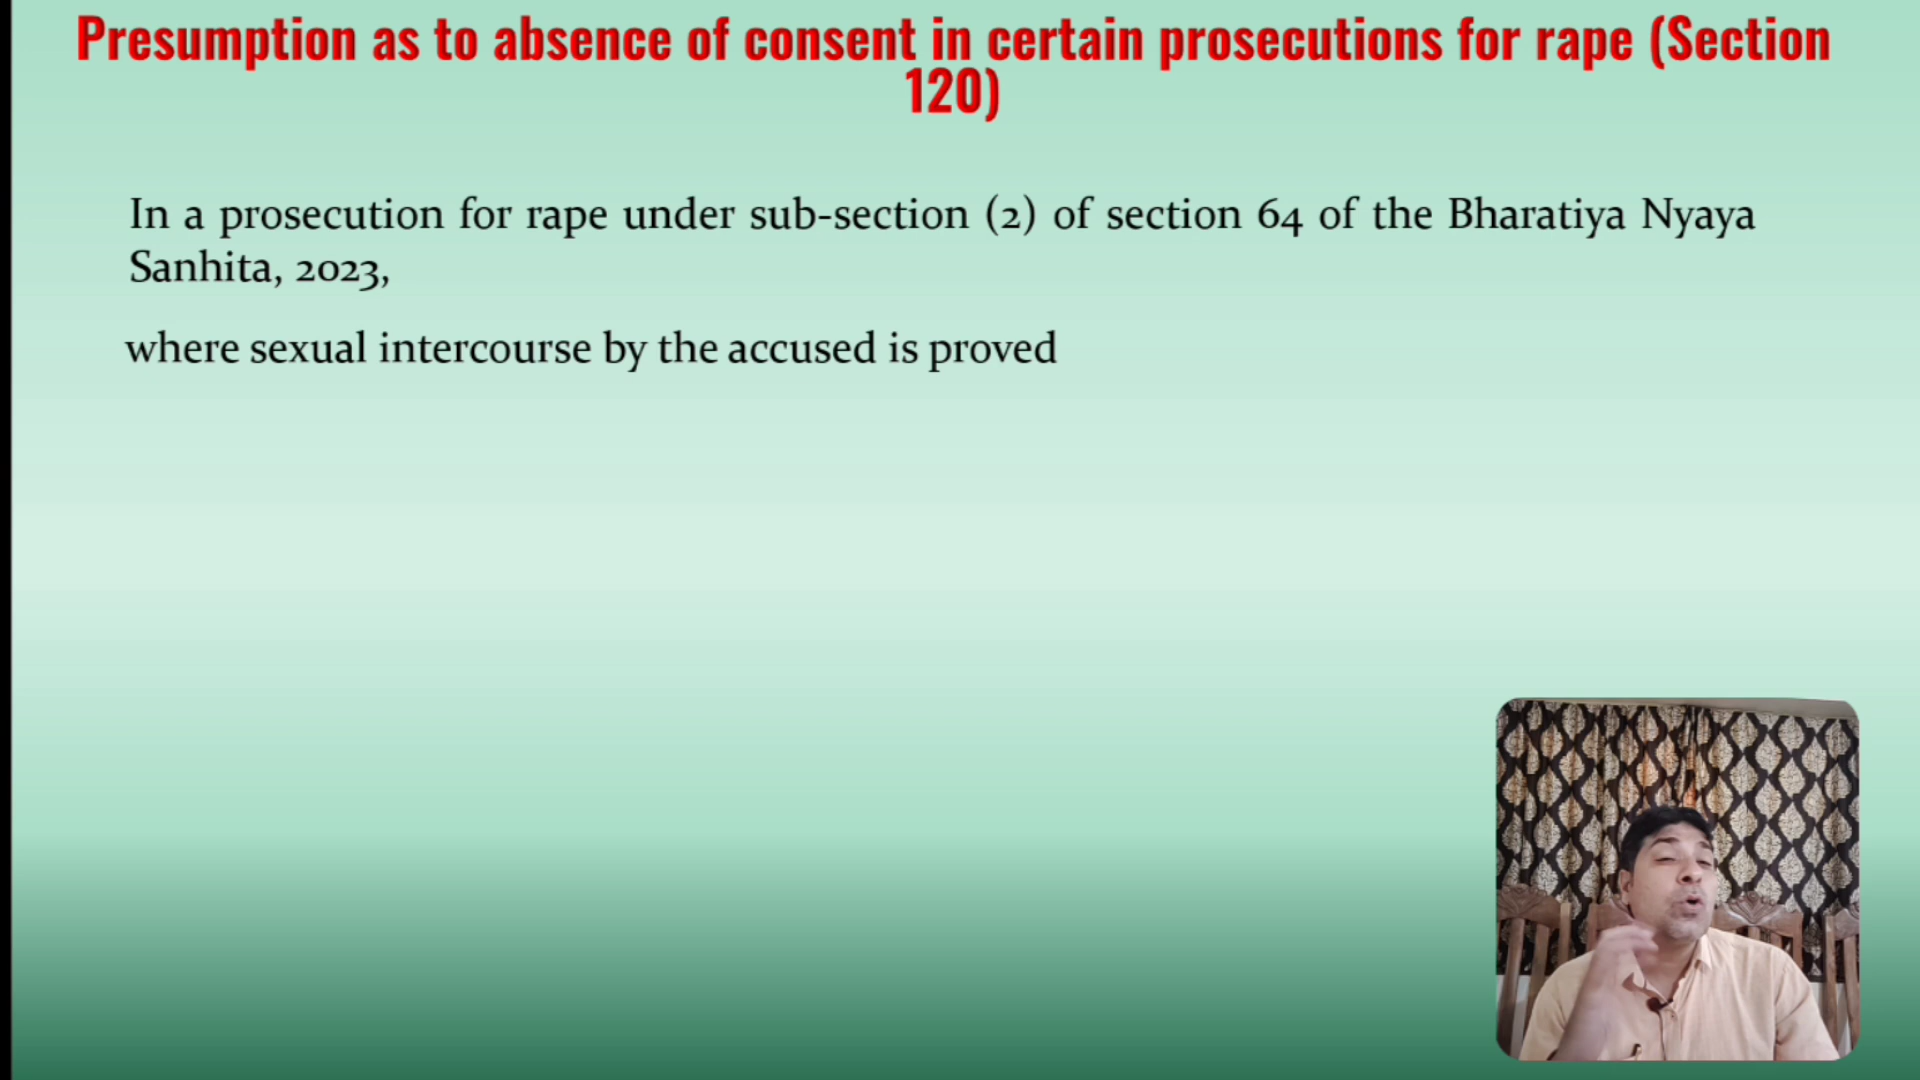 Presumption as to absence of consent in certain prosecutions for rape (Section
120)
In a prosecution for rape under sub-section (2) of section 64 of the Bharatiya Nyaya
Sanhita, 2023,
where sexual intercourse by the accused is proved